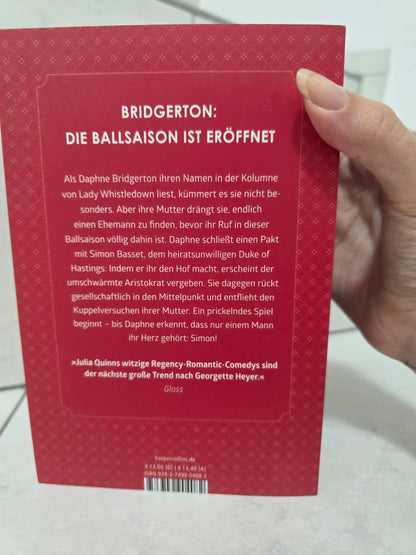 BRIDGERTON:
DIE BALLSAISON IST ERÖFFNET
Als Daphne Bridgerton ihren Namen in der Kolumne
von Lady Whistledown liest, kümmert es sie nicht be-
sonders. Aber ihre Mutter drängt sie, endlich
einen Ehemann zu finden, bevor ihr Ruf in dieser
Ballsaison völlig dahin ist. Daphne schließt einen Pakt
mit Simon Basset, dem heiratsunwilligen Duke of
Hastings: Indem er ihr den Hof macht, erscheint der
umschwärmte Aristokrat vergeben. Sie dagegen rückt
gesellschaftlich in den Mittelpunkt und entflieht den
Kuppelversuchen ihrer Mutter. Ein prickelndes Spiel
beginnt – bis Daphne erkennt, dass nur einem Mann
ihr Herz gehört: Simon!
»Julia Quinns witzige Regency-Romantic-Comedys sind
der nächste große Trend nach Georgette Heyer.«
Gloss
harpercollins.de
€ 13,00 [D] | € 13,40 [A]